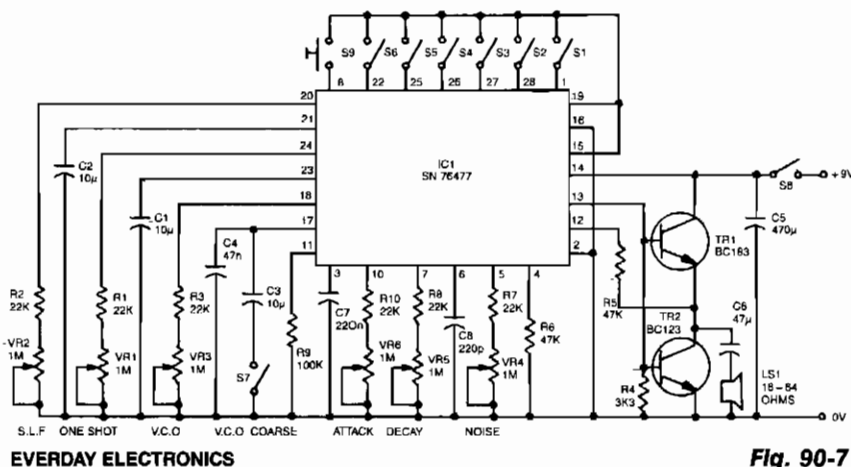 S9 S6 S5 S4 S3 S2 S1
8 22 25 26 27 28 1
20
21
24
23
18
17
11
19
16
15
14
13
12
2
IC1
SN 76477
3 10 7 6 5 4
S8
+9V
C2
10µ
C1
10µ
C4
47n
C3
10µ
R2
22K
R1
22K
R3
22K
R9
100K
C7
220n
R10
22K
R8
22K
C8
220p
R7
22K
R6
47K
R5
47K
TR1
BC183
TR2
BC123
C5
470µ
C6
47µ
R4
3K3
LS1
16-64
OHMS
VR2
1M
VR1
1M
VR3
1M
S7
VR6
1M
VR5
1M
VR4
1M
0V
S.L.F ONE SHOT V.C.O V.C.O COARSE ATTACK DECAY NOISE
EVERDAY ELECTRONICS
Fig. 90-7